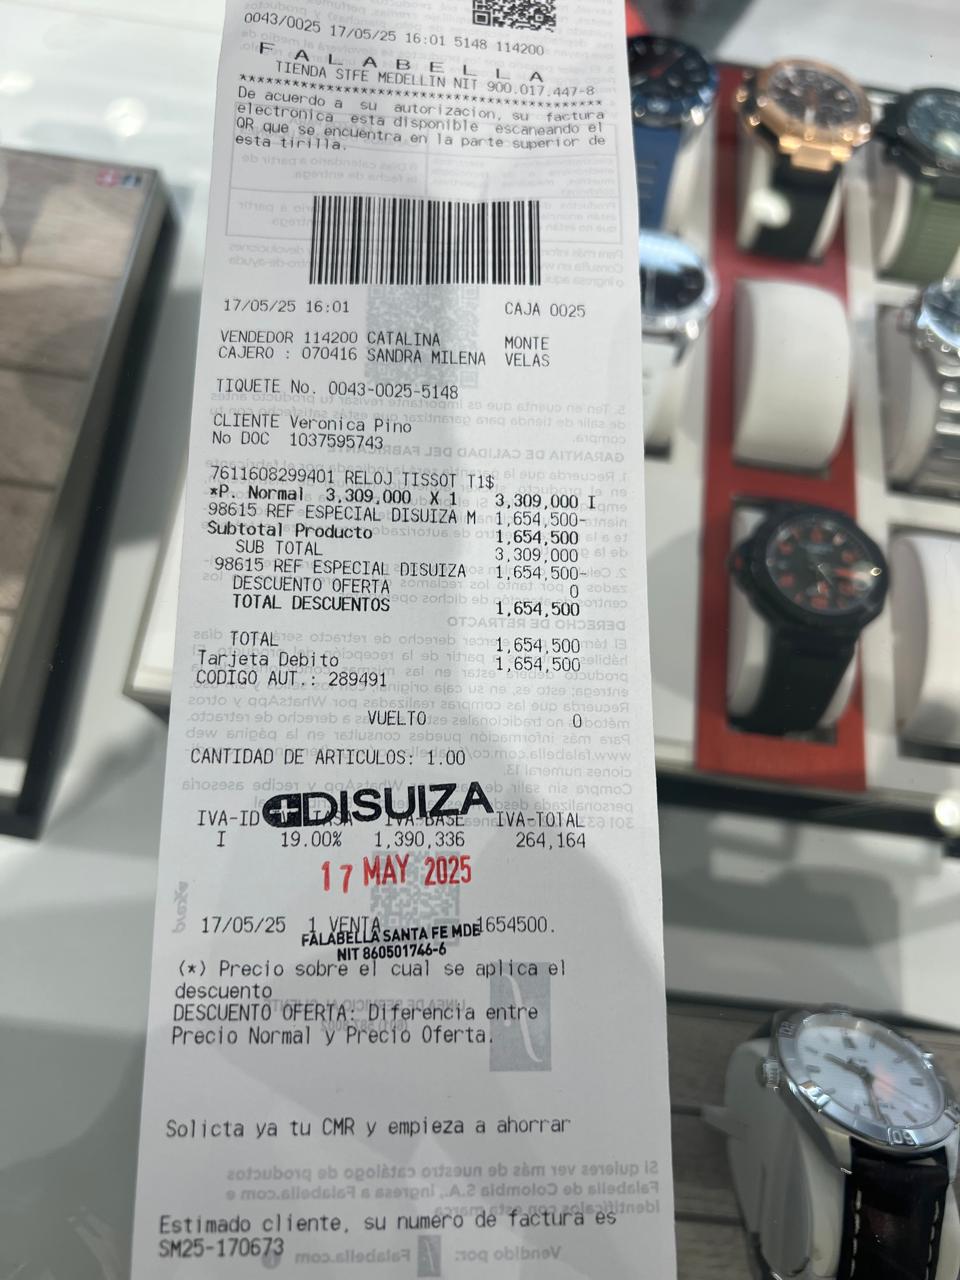 0043/0025 17/05/25 16:01 5148 114200
F A L A B E L L A
TIENDA STFE MEDELLIN NIT 900.017.447-8
****************************************
De acuerdo a su autorizacion, su factura
electronica esta disponible escaneando el
QR que se encuentra en la parte superior de
esta tirilla.
17/05/25 16:01 CAJA 0025
VENDEDOR 114200 CATALINA MONTE
CAJERO : 070416 SANDRA MILENA VELAS
TIQUETE No. 0043-0025-5148
CLIENTE Veronica Pino
No DOC 1037595743
7611608299401 RELOJ TISSOT T1$
*P. Normal 3,309,000 X 1 3,309,000 I
98615 REF ESPECIAL DISUIZA M 1,654,500-
Subtotal Producto 1,654,500
SUB TOTAL 3,309,000
98615 REF ESPECIAL DISUIZA 1,654,500-
DESCUENTO OFERTA 0
TOTAL DESCUENTOS 1,654,500
TOTAL 1,654,500
Tarjeta Debito 1,654,500
CODIGO AUT.: 289491
VUELTO 0
CANTIDAD DE ARTICULOS: 1.00
DISUIZA
IVA-ID IVA-BASE IVA-TOTAL
I 19.00% 1,390,336 264,164
17 MAY 2025
17/05/25 1 VENTA 1654500.
FALABELLA SANTA FE MDE
NIT 860501746-6
(*) Precio sobre el cual se aplica el
descuento
DESCUENTO OFERTA: Diferencia entre
Precio Normal y Precio Oferta.
Solicta ya tu CMR y empieza a ahorrar
Estimado cliente, su numero de factura es
SM25-170673